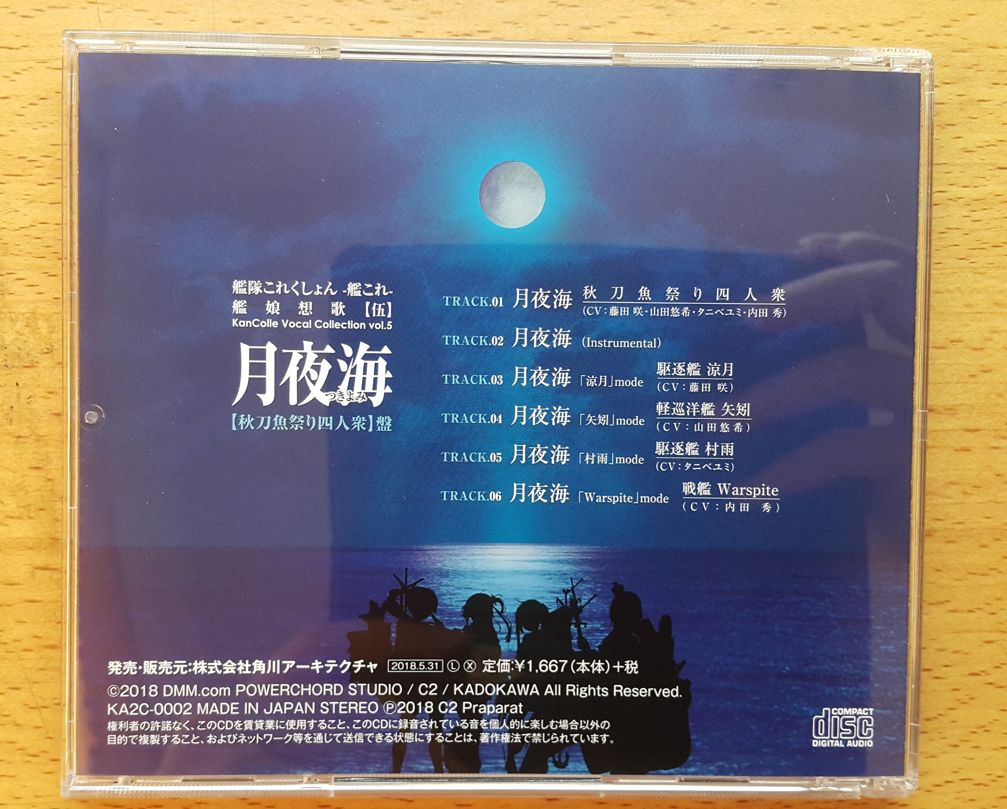 艦隊これくしょん -艦これ-
艦娘想歌【伍】
KanColle Vocal Collection vol.5
月夜海
つきよみ
【秋刀魚祭り四人衆】盤
TRACK.01 月夜海 秋刀魚祭り四人衆
(CV:藤田 咲・山田悠希・タニベユミ・内田 秀)
TRACK.02 月夜海 (Instrumental)
TRACK.03 月夜海 「涼月」mode 駆逐艦 涼月
(CV:藤田 咲)
TRACK.04 月夜海 「矢矧」mode 軽巡洋艦 矢矧
(CV:山田悠希)
TRACK.05 月夜海 「村雨」mode 駆逐艦 村雨
(CV:タニベユミ)
TRACK.06 月夜海 「Warspite」mode 戦艦 Warspite
(CV:内田 秀)
発売・販売元:株式会社角川アーキテクチャ 2018.5.31 Ⓛ Ⓧ 定価:¥1,667(本体)+税
©2018 DMM.com POWERCHORD STUDIO / C2 / KADOKAWA All Rights Reserved.
KA2C-0002 MADE IN JAPAN STEREO Ⓟ2018 C2 Praparat
権利者の許諾なく、このCDを賃貸業に使用すること、このCDに録音されている音を個人的に楽しむ場合以外の
目的で複製すること、およびネットワーク等を通じて送信できる状態にすることは、著作権法で禁じられています。
COMPACT
disc
DIGITAL AUDIO